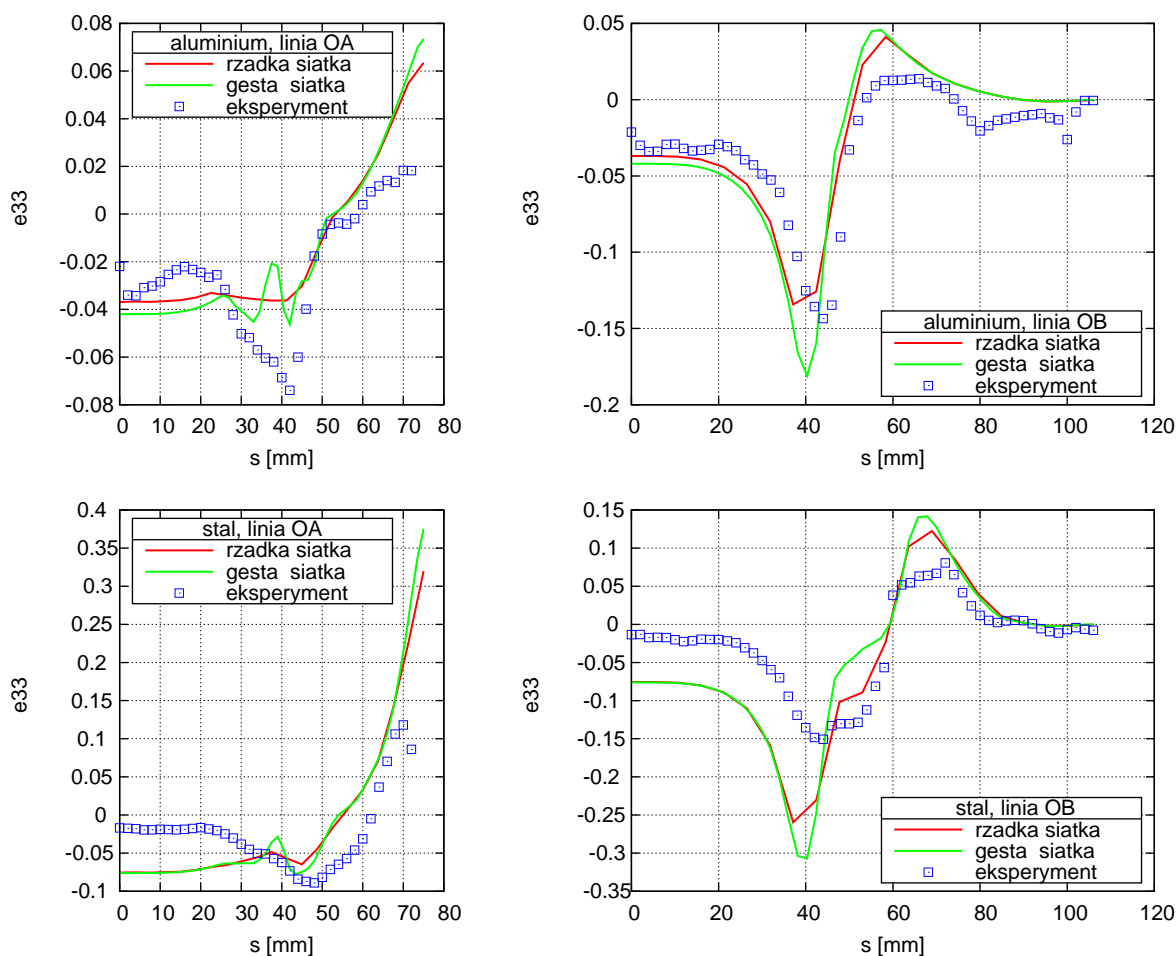 0.08
0.06
0.04
0.02
0
-0.02
-0.04
-0.06
-0.08
e33
aluminium, linia OA
rzadka siatka
gesta siatka
eksperyment
0 10 20 30 40 50 60 70 80
s [mm]
0.05
0
-0.05
-0.1
-0.15
-0.2
e33
aluminium, linia OB
rzadka siatka
gesta siatka
eksperyment
0 20 40 60 80 100 120
s [mm]
0.4
0.35
0.3
0.25
0.2
0.15
0.1
0.05
0
-0.05
-0.1
e33
stal, linia OA
rzadka siatka
gesta siatka
eksperyment
0 10 20 30 40 50 60 70 80
s [mm]
0.15
0.1
0.05
0
-0.05
-0.1
-0.15
-0.2
-0.25
-0.3
-0.35
e33
stal, linia OB
rzadka siatka
gesta siatka
eksperyment
0 20 40 60 80 100 120
s [mm]